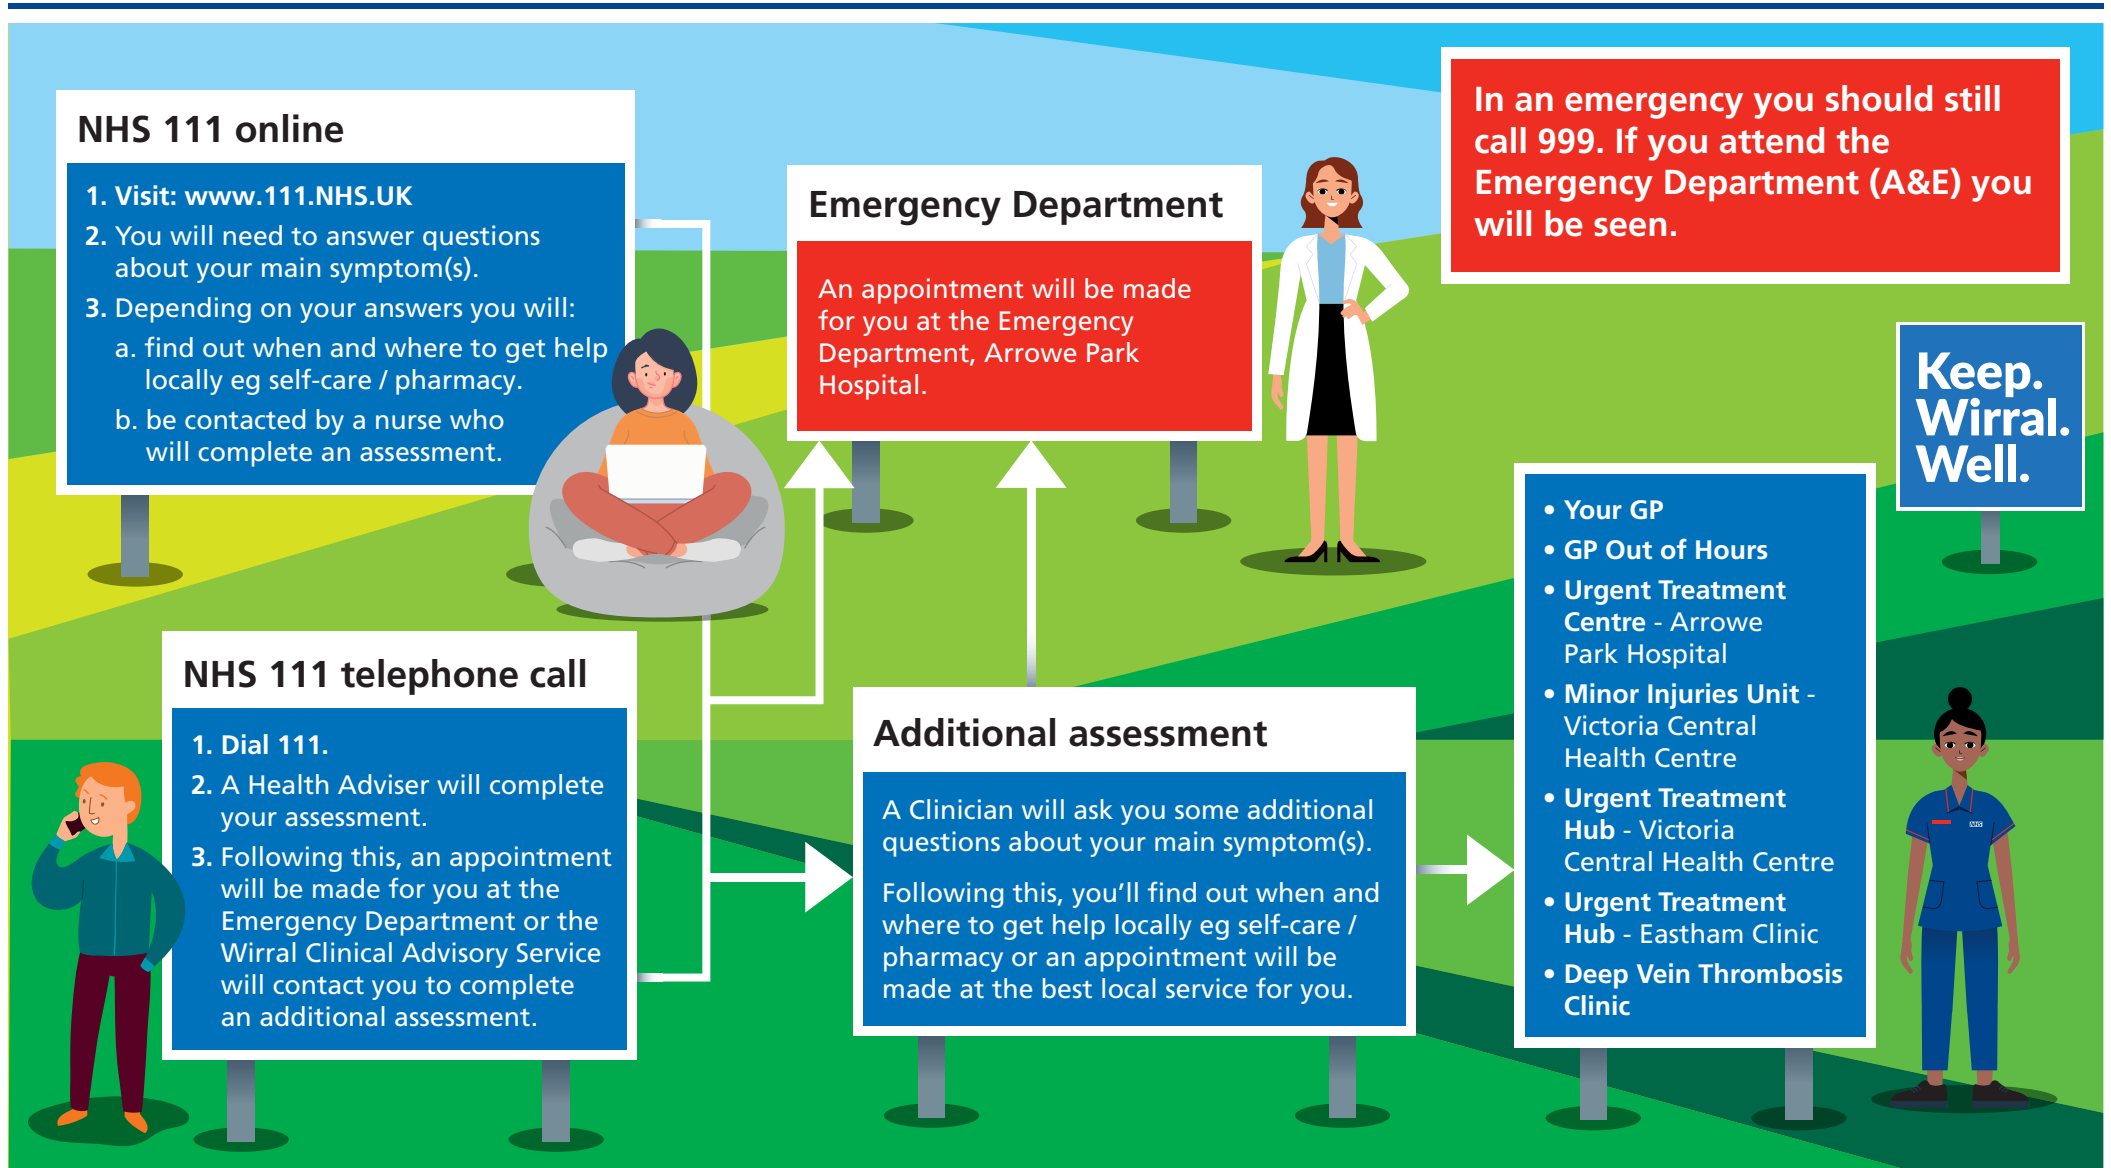 NHS 111 online
1. Visit: www.111.NHS.UK
2. You will need to answer questions
about your main symptom(s).
3. Depending on your answers you will:
a. find out when and where to get help
locally eg self-care / pharmacy.
b. be contacted by a nurse who
will complete an assessment.
NHS 111 telephone call
1. Dial 111.
2. A Health Adviser will complete
your assessment.
3. Following this, an appointment
will be made for you at the
Emergency Department or the
Wirral Clinical Advisory Service
will contact you to complete
an additional assessment.
Emergency Department
An appointment will be made
for you at the Emergency
Department, Arrowe Park
Hospital.
Additional assessment
A Clinician will ask you some additional
questions about your main symptom(s).
Following this, you'll find out when and
where to get help locally eg self-care /
pharmacy or an appointment will be
made at the best local service for you.
In an emergency you should still
call 999. If you attend the
Emergency Department (A&E) you
will be seen.
Keep.
Wirral.
Well.
• Your GP
• GP Out of Hours
• Urgent Treatment
Centre - Arrowe
Park Hospital
• Minor Injuries Unit -
Victoria Central
Health Centre
• Urgent Treatment
Hub - Victoria
Central Health Centre
• Urgent Treatment
Hub - Eastham Clinic
• Deep Vein Thrombosis
Clinic
NHS